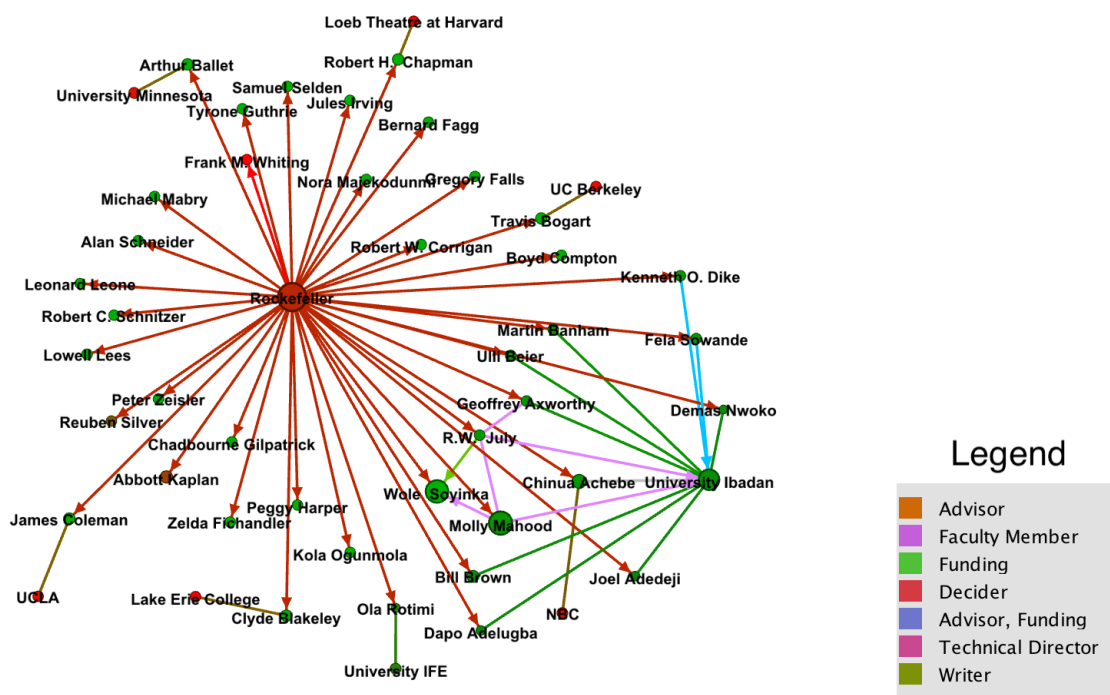 Loeb Theatre at Harvard
Arthur Ballet
Robert H. Chapman
University Minnesota
Samuel Selden
Jules Irving
Tyrone Guthrie
Bernard Fagg
Frank M. Whiting
Nora Majekodunmi
Gregory Falls
UC Berkeley
Michael Mabry
Travis Bogart
Alan Schneider
Robert W. Corrigan
Boyd Compton
Kenneth O. Dike
Leonard Leone
Rockefeller
Robert C. Schnitzer
Martin Banham
Fela Sowande
Lowell Lees
Ulli Beier
Peter Zeisler
Geoffrey Axworthy
Demas Nwoko
Reuben Silver
Chadbourne Gilpatrick
R.W. July
Abbott Kaplan
Chinua Achebe
University Ibadan
Wole Soyinka
Peggy Harper
James Coleman
Zelda Fichandler
Molly Mahood
Kola Ogunmola
Bill Brown
Joel Adedeji
UCLA
Lake Erie College
Clyde Blakeley
Ola Rotimi
NBC
Dapo Adelugba
University IFE
Legend
Advisor
Faculty Member
Funding
Decider
Advisor, Funding
Technical Director
Writer